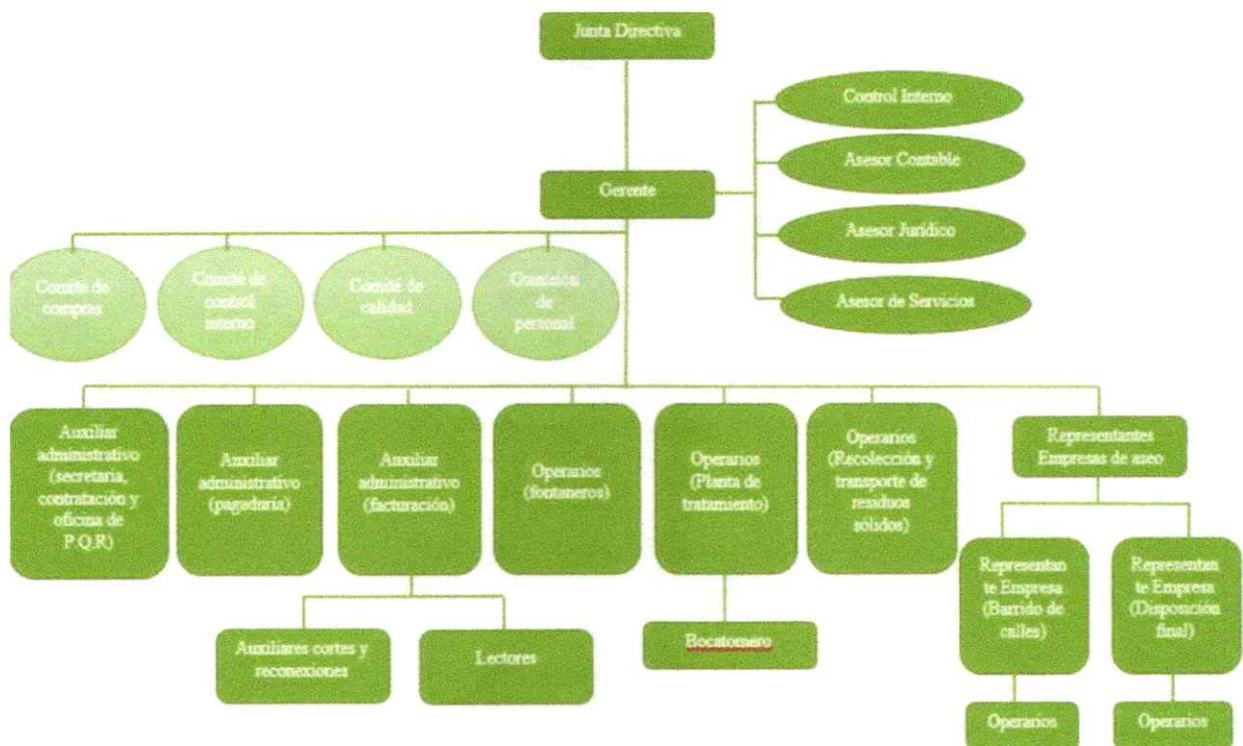 Junta Directiva
Control Interno
Asesor Contable
Gerente
Asesor Jurídico
Asesor de Servicios
Comité de
compras
Comité de
control
interno
Comité de
calidad
Comisión
de
personal
Auxiliar
administrativo
(secretaria,
contratación y
oficina de
P.Q.R)
Auxiliar
administrativo
(pagaduría)
Auxiliar
administrativo
(facturación)
Operarios
(fontaneros)
Operarios
(Planta de
tratamiento)
Operarios
(Recolección y
transporte de
residuos
sólidos)
Representantes
Empresas de aseo
Auxiliares cortes y
reconexiones
Lectores
Bocatomero
Representan
te Empresa
(Barrido de
calles)
Representan
te Empresa
(Disposición
final)
Operarios
Operarios